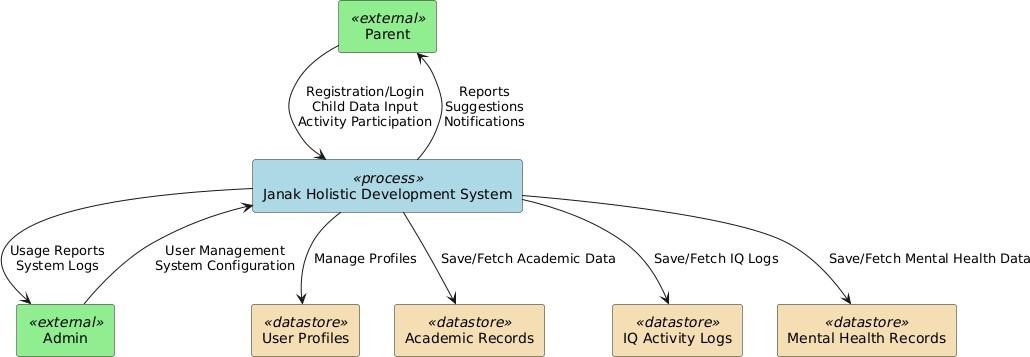 «external»
Parent
Registration/Login
Child Data Input
Activity Participation
Reports
Suggestions
Notifications
«process»
Janak Holistic Development System
Usage Reports
System Logs
User Management
System Configuration
Manage Profiles
Save/Fetch Academic Data
Save/Fetch IQ Logs
Save/Fetch Mental Health Data
«external»
Admin
«datastore»
User Profiles
«datastore»
Academic Records
«datastore»
IQ Activity Logs
«datastore»
Mental Health Records